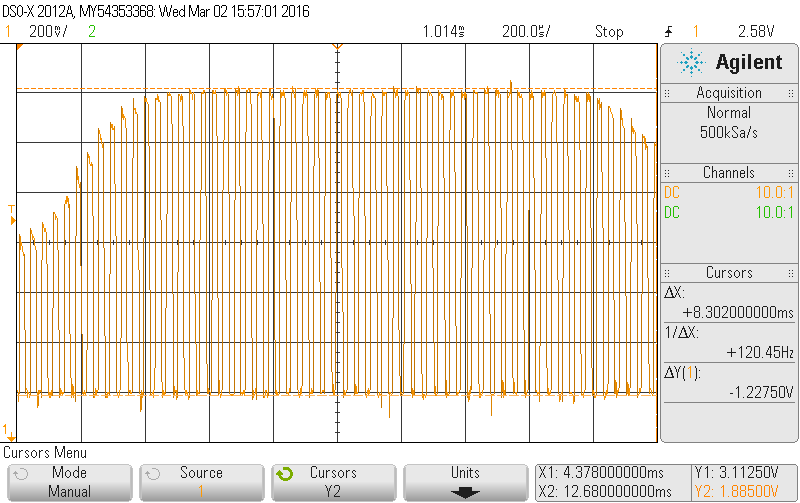 DSO-X 2012A, MY54353368: Wed Mar 02 15:57:01 2016
1 200mV/ 2 1.014s 200.0us/ Stop 1 2.58V
Agilent
Acquisition
Normal
500kSa/s
Channels
DC 10.0:1
DC 10.0:1
Cursors
ΔX:
+8.302000000ms
1/ΔX:
+120.45Hz
ΔY(1):
-1.22750V
T
1
Cursors Menu
Mode
Manual
Source
1
Cursors
Y2
Units
X1: 4.378000000ms
X2: 12.680000000ms
Y1: 3.11250V
Y2: 1.88500V